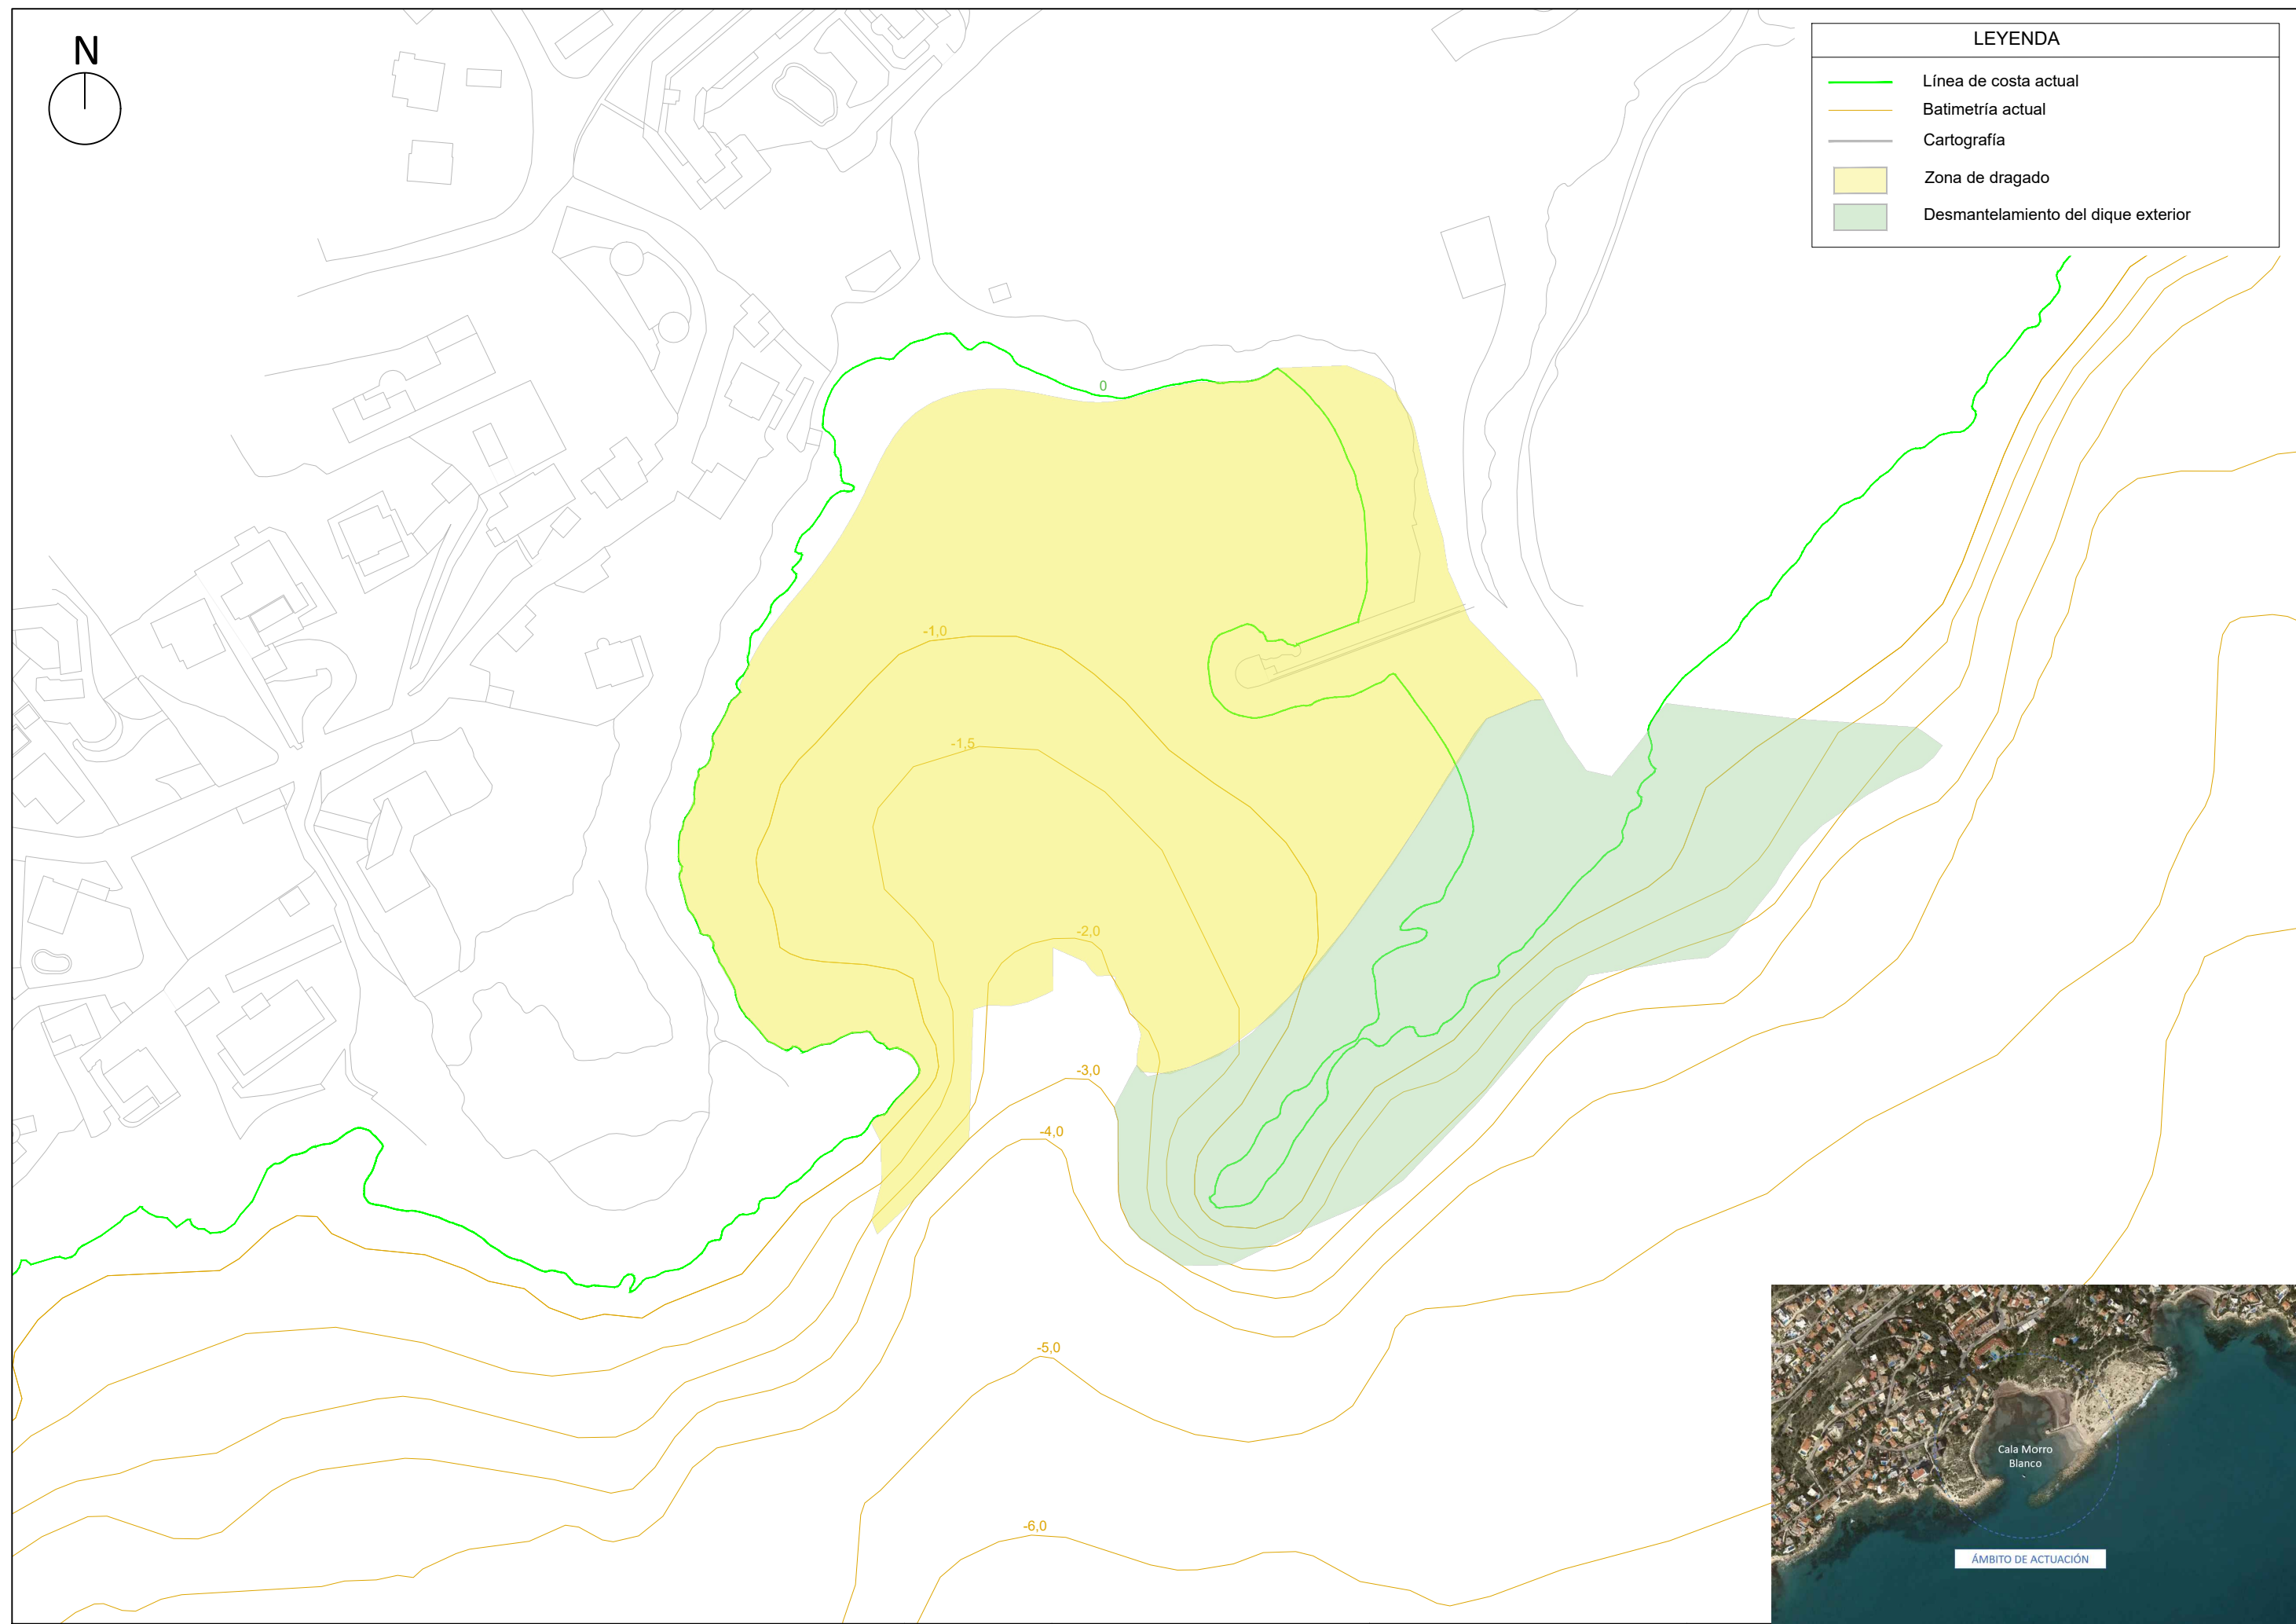 N
LEYENDA
Línea de costa actual
Batimetría actual
Cartografía
Zona de dragado
Desmantelamiento del dique exterior
0
-1,0
-1,5
-2,0
-3,0
-4,0
-5,0
-6,0
Cala Morro
Blanco
ÁMBITO DE ACTUACIÓN